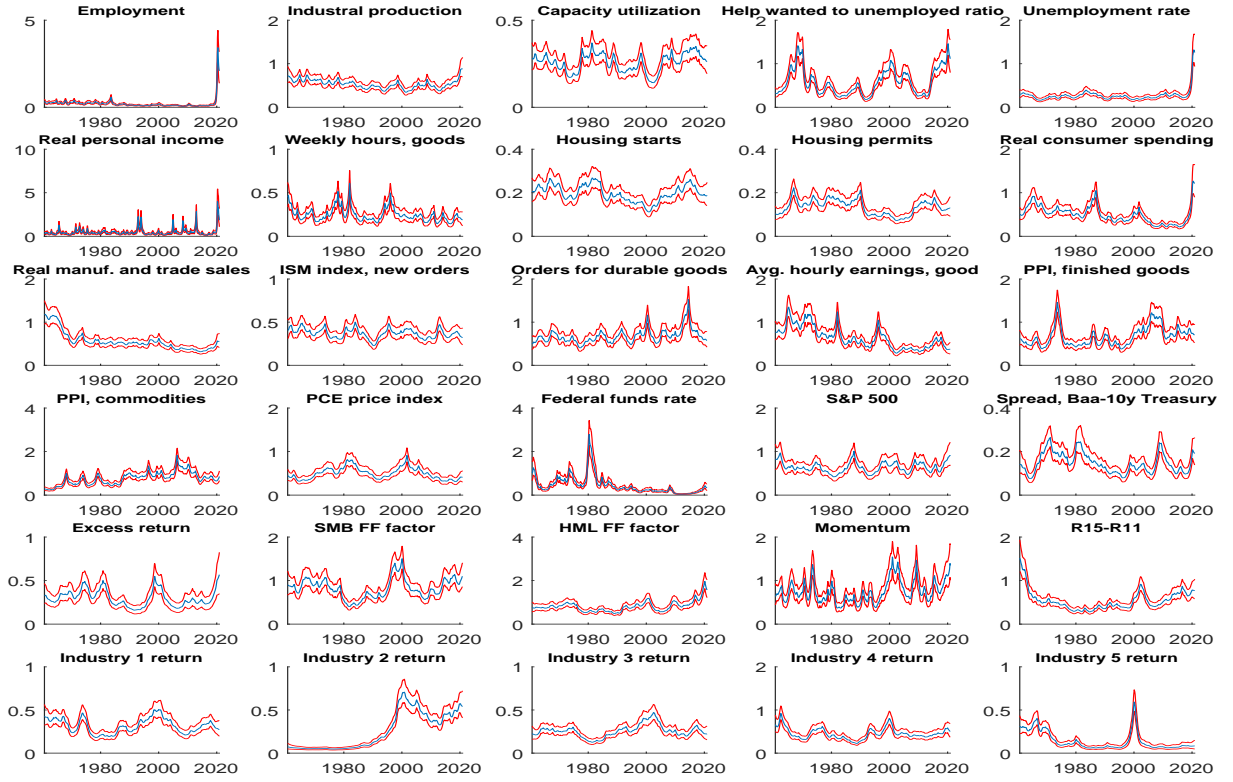 Employment
5
0
1980 2000 2020
Industral production
2
1
0
1980 2000 2020
Capacity utilization
0.5
0
1980 2000 2020
Help wanted to unemployed ratio
2
1
0
1980 2000 2020
Unemployment rate
2
1
0
1980 2000 2020
Real personal income
10
5
0
1980 2000 2020
Weekly hours, goods
1
0.5
0
1980 2000 2020
Housing starts
0.4
0.2
0
1980 2000 2020
Housing permits
0.4
0.2
0
1980 2000 2020
Real consumer spending
2
1
0
1980 2000 2020
Real manuf. and trade sales
2
1
0
1980 2000 2020
ISM index, new orders
1
0.5
0
1980 2000 2020
Orders for durable goods
2
1
0
1980 2000 2020
Avg. hourly earnings, good
2
1
0
1980 2000 2020
PPI, finished goods
2
1
0
1980 2000 2020
PPI, commodities
4
2
0
1980 2000 2020
PCE price index
2
1
0
1980 2000 2020
Federal funds rate
4
2
0
1980 2000 2020
S&P 500
2
1
0
1980 2000 2020
Spread, Baa-10y Treasury
0.4
0.2
0
1980 2000 2020
Excess return
1
0.5
0
1980 2000 2020
SMB FF factor
2
1
0
1980 2000 2020
HML FF factor
4
2
0
1980 2000 2020
Momentum
2
1
0
1980 2000 2020
R15-R11
2
1
0
1980 2000 2020
Industry 1 return
1
0.5
0
1980 2000 2020
Industry 2 return
1
0.5
0
1980 2000 2020
Industry 3 return
1
0.5
0
1980 2000 2020
Industry 4 return
2
1
0
1980 2000 2020
Industry 5 return
1
0.5
0
1980 2000 2020